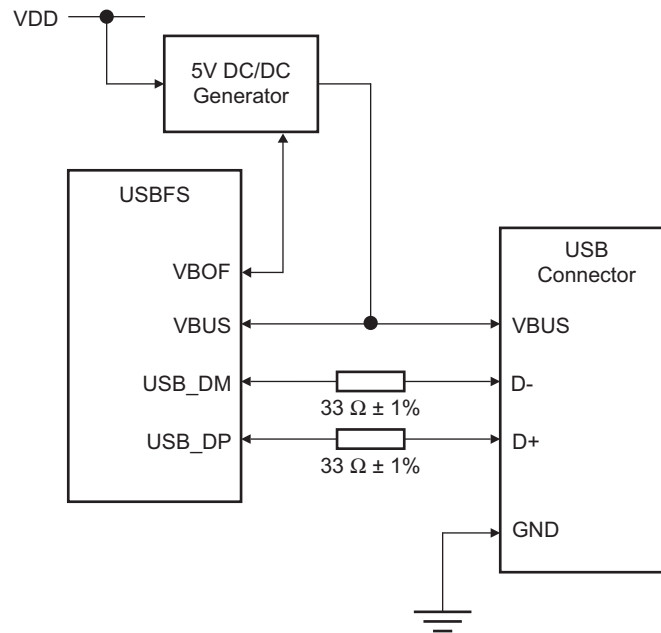 VDD
5V DC/DC
Generator
USBFS
VBOF
VBUS
USB_DM
USB_DP
33 Ω ± 1%
33 Ω ± 1%
USB
Connector
VBUS
D-
D+
GND